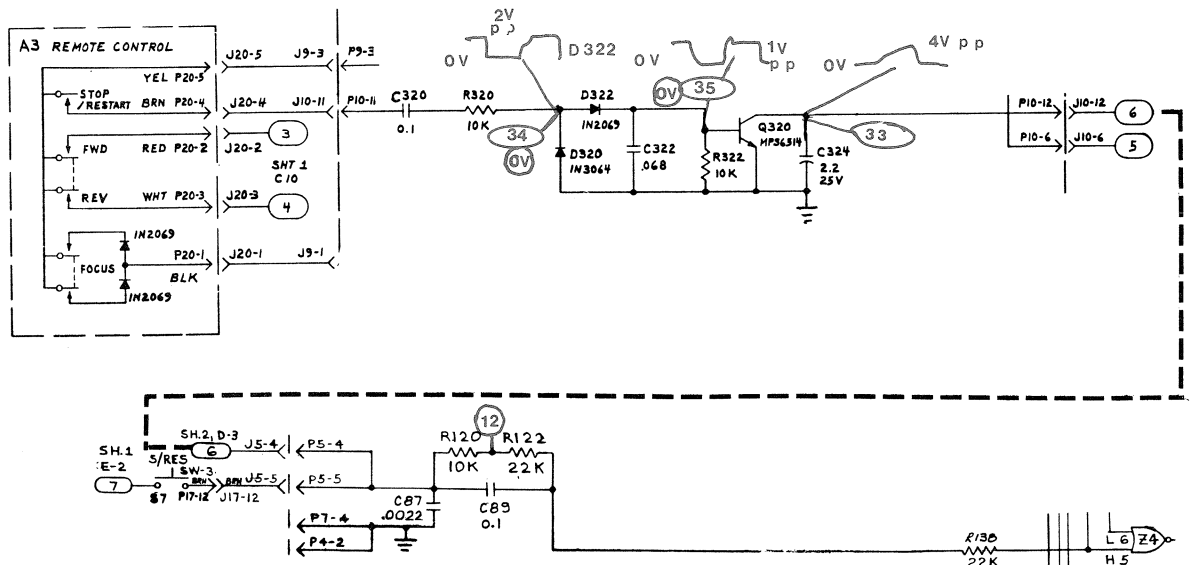 A3 REMOTE CONTROL
YEL P20-5
J20-5
J9-3
P9-3
STOP
/RESTART
BRN P20-4
J20-4
J10-11
P10-11
FWD
RED P20-2
J20-2
3
SHT 1
C10
REV
WHT P20-3
J20-3
4
1N2069
FOCUS
P20-1
BLK
1N2069
J20-1
J9-1
C320
0.1
R320
10K
2V
pp
0V
D322
34
0V
D322
1N2069
D320
1N3064
C322
.068
0V
1V
pp
0V
35
R322
10K
Q320
MPS6514
4V pp
0V
33
C324
2.2
25V
P10-12
J10-12
6
P10-6
J10-6
5
SH.1
E-2
7
S/RES
S7
SW-3
BRN
P17-12
BRN
J17-12
SH.2, D-3
6
J5-4
P5-4
J5-5
P5-5
P7-4
P4-2
12
R120
10K
R122
22K
C87
.0022
C89
0.1
R138
22K
L 6
Z4
H 5